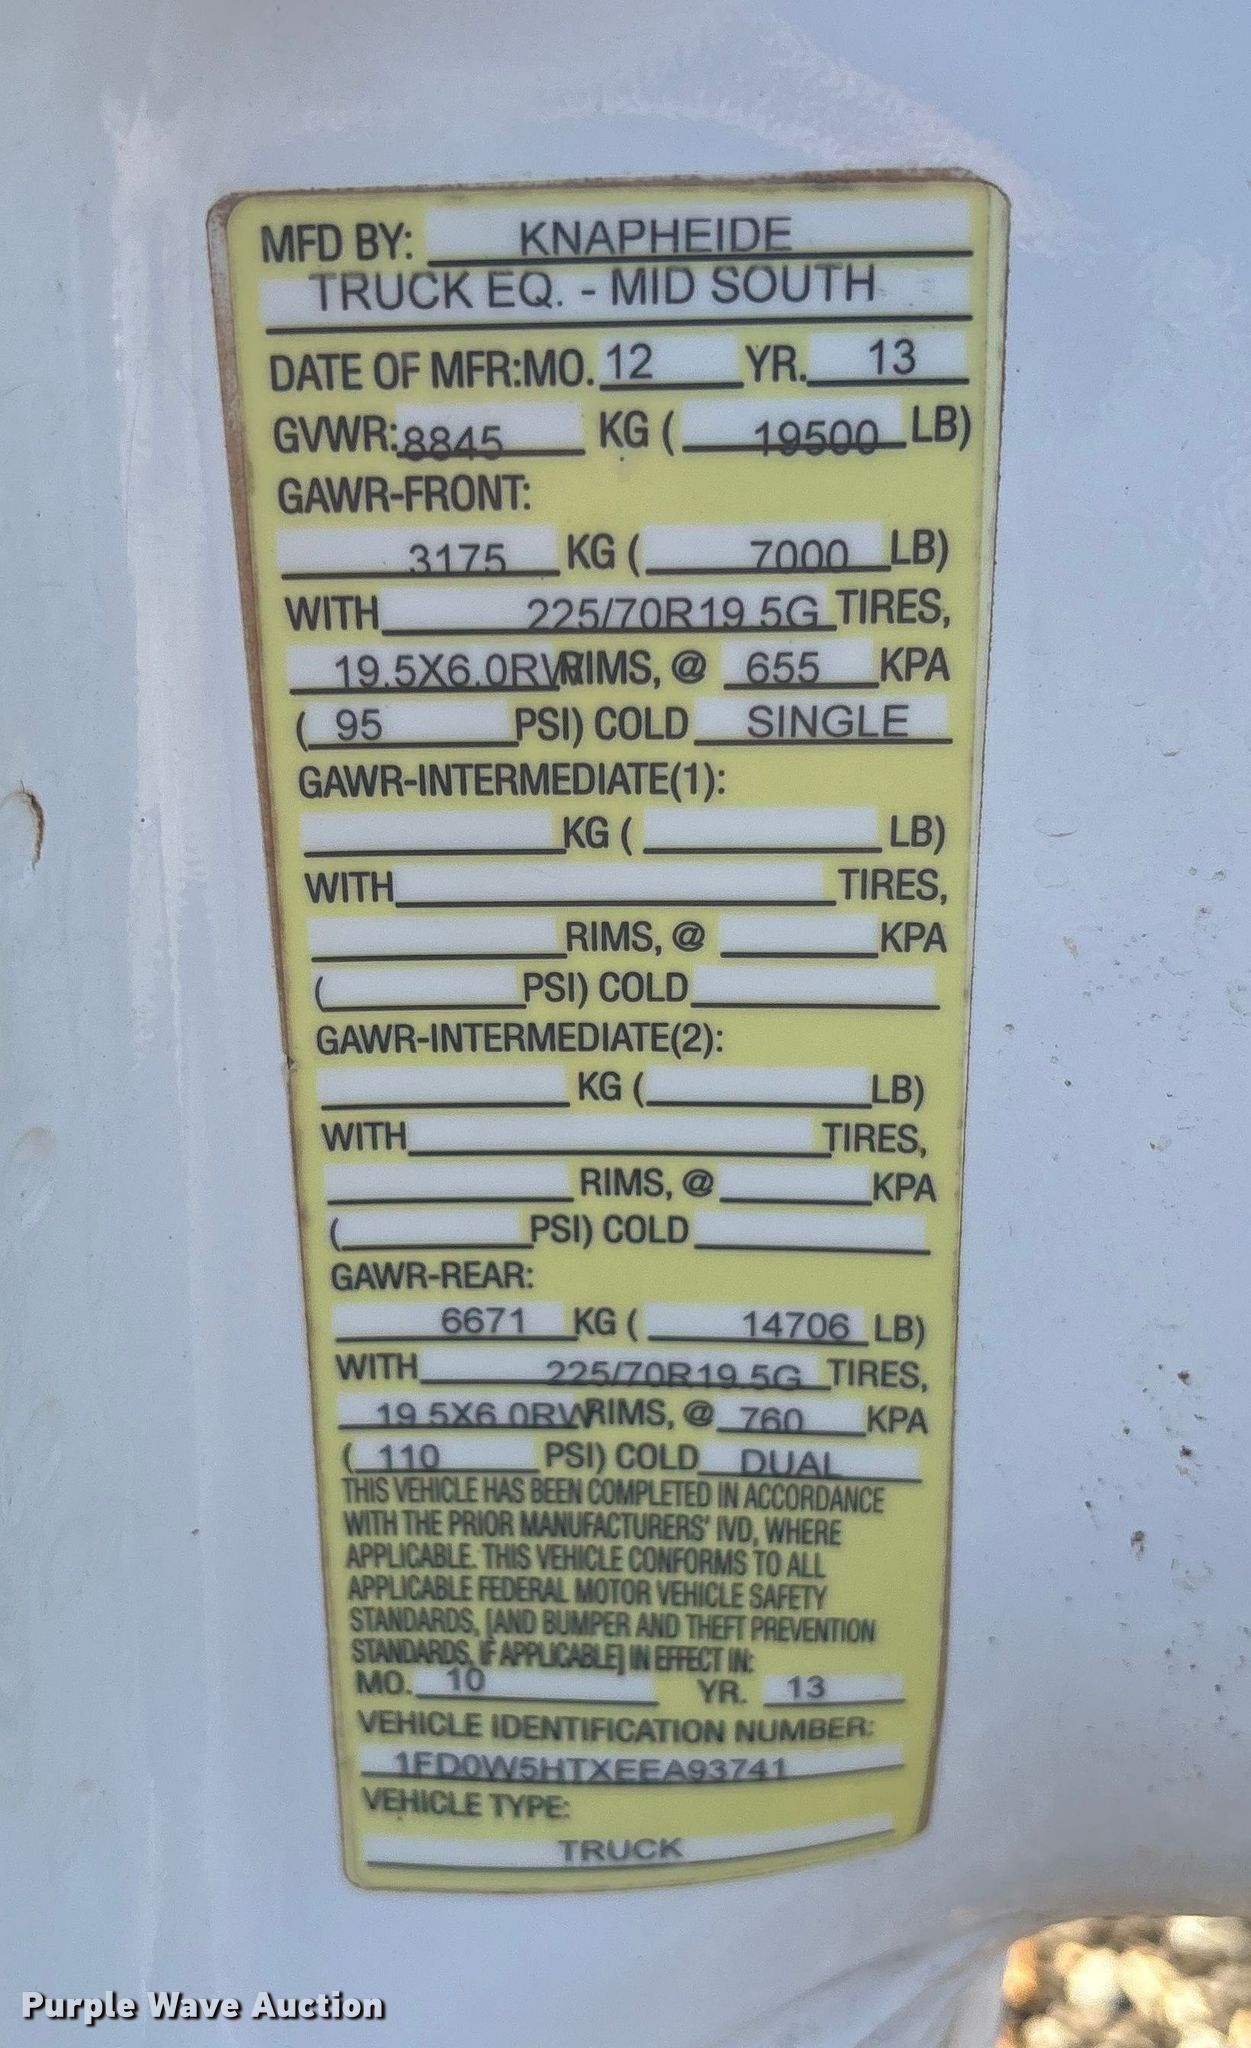 MFD BY: KNAPHEIDE
TRUCK EQ. - MID SOUTH
DATE OF MFR:MO. 12 YR. 13
GVWR: 8845 KG ( 19500 LB)
GAWR-FRONT:
3175 KG ( 7000 LB)
WITH 225/70R19.5G TIRES,
19.5X6.0RW RIMS, @ 655 KPA
( 95 PSI) COLD SINGLE
GAWR-INTERMEDIATE(1):
KG ( LB)
WITH TIRES,
RIMS, @ KPA
( PSI) COLD
GAWR-INTERMEDIATE(2):
KG ( LB)
WITH TIRES,
RIMS, @ KPA
( PSI) COLD
GAWR-REAR:
6671 KG ( 14706 LB)
WITH 225/70R19.5G TIRES,
19.5X6.0RW RIMS, @ 760 KPA
( 110 PSI) COLD DUAL
THIS VEHICLE HAS BEEN COMPLETED IN ACCORDANCE
WITH THE PRIOR MANUFACTURERS' IVD, WHERE
APPLICABLE. THIS VEHICLE CONFORMS TO ALL
APPLICABLE FEDERAL MOTOR VEHICLE SAFETY
STANDARDS, [AND BUMPER AND THEFT PREVENTION
STANDARDS, IF APPLICABLE] IN EFFECT IN:
MO. 10 YR. 13
VEHICLE IDENTIFICATION NUMBER:
1FD0W5HTXEEA93741
VEHICLE TYPE:
TRUCK
Purple Wave Auction